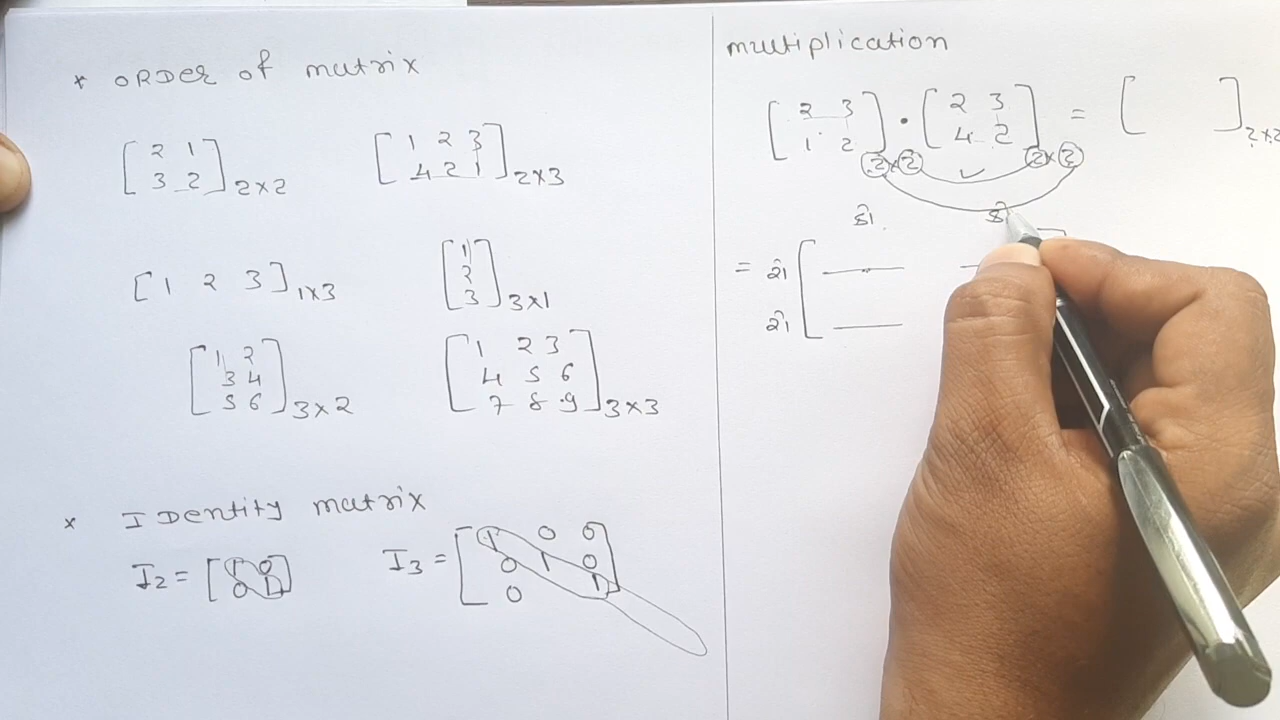 * ORDer of matrix
[2 1
3 2] 2×2
[1 2 3
4 2 1] 2×3
[1 2 3] 1×3
[1
2
3] 3×1
[1 2
3 4
5 6] 3×2
[1 2 3
4 5 6
7 8 9] 3×3
* IDentity matrix
I2 = [1 0
0 1]
I3 = [1 0 0
0 1 0
0 1]
multiplication
[2 3
1 2] · [2 3
4 2] = [ ] 2×2
2×2 2×2
= [